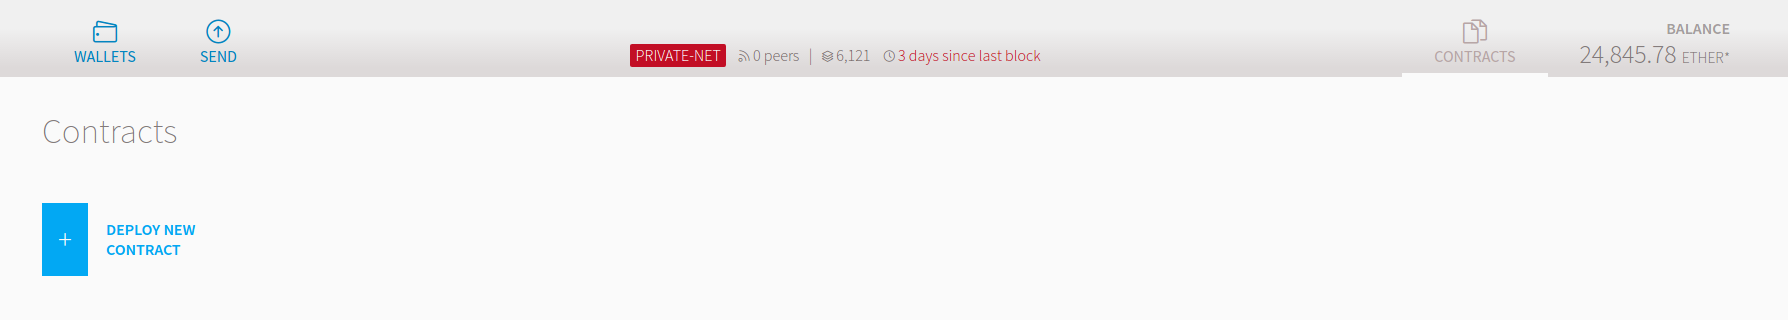 WALLETS
SEND
PRIVATE-NET 0 peers | 6,121 3 days since last block
CONTRACTS
BALANCE
24,845.78 ETHER*
Contracts
+
DEPLOY NEW
CONTRACT